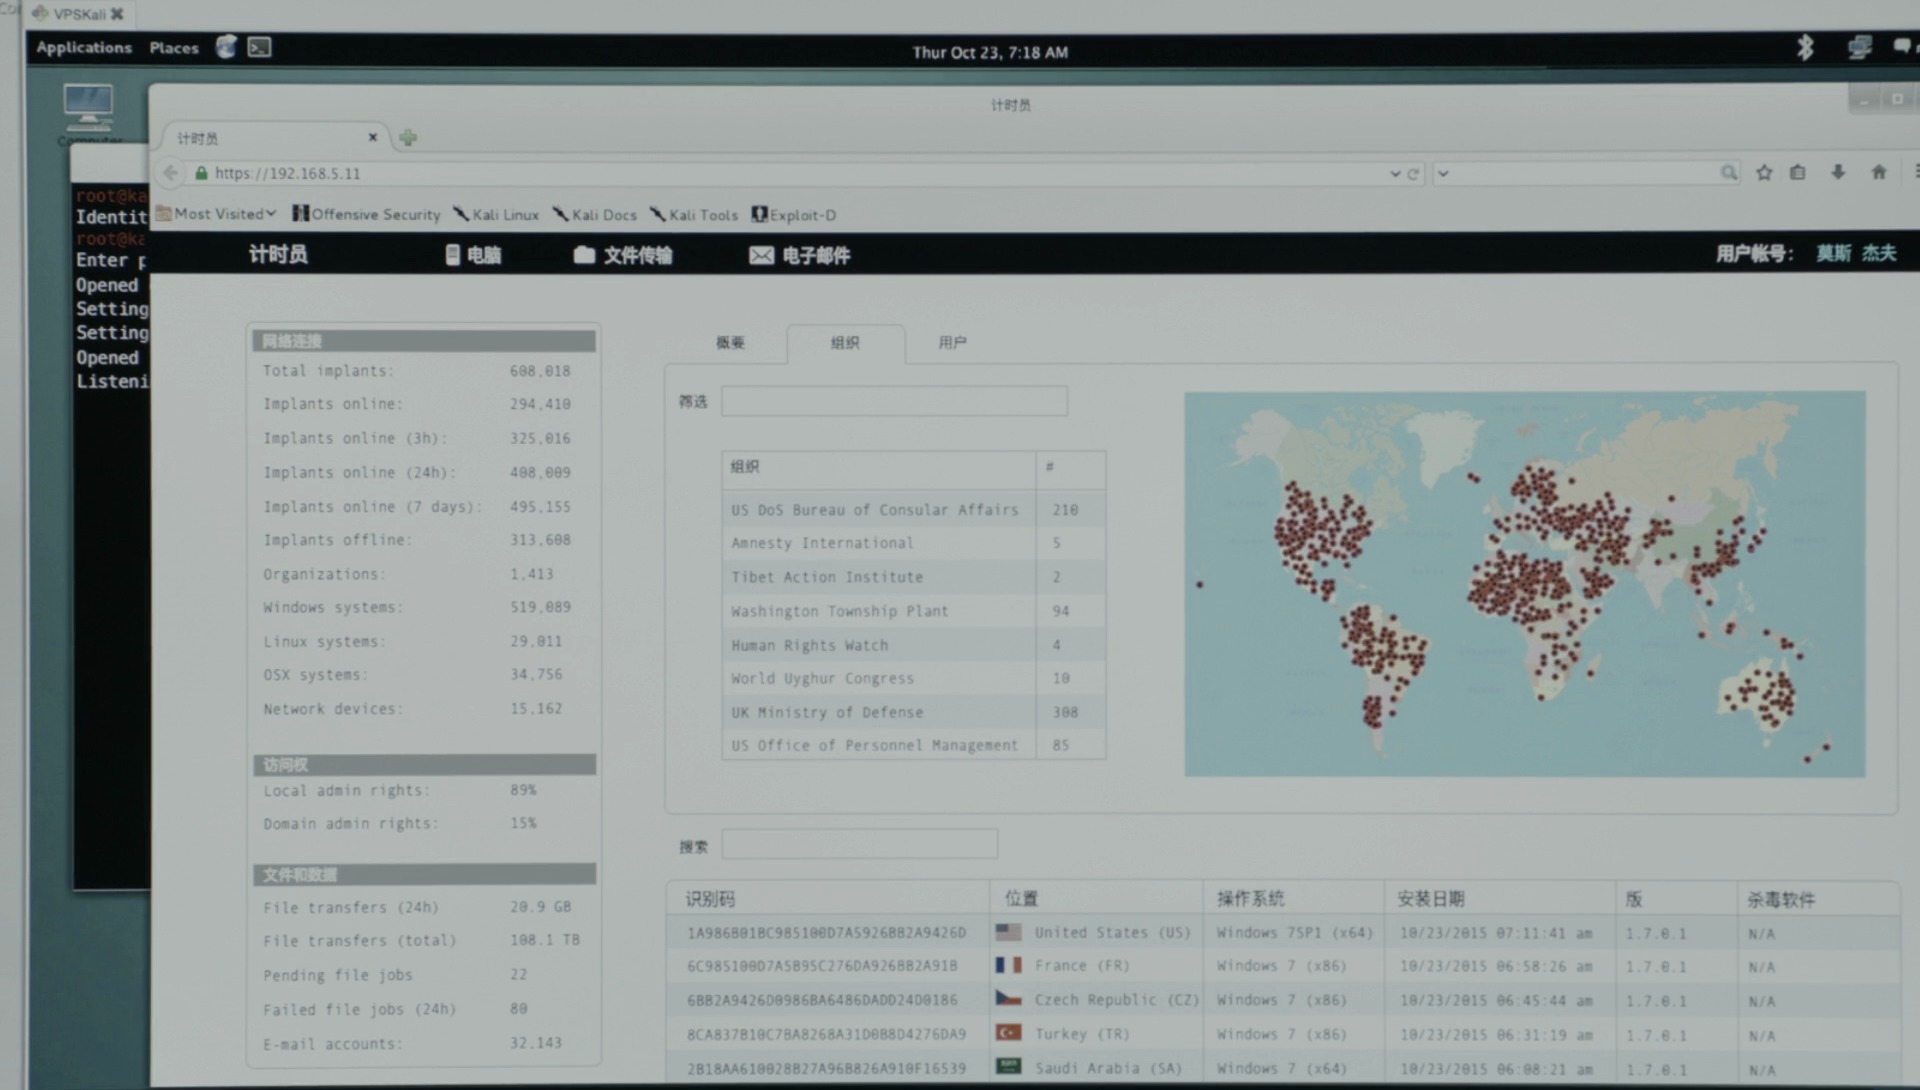 VPSKali
Applications Places
Thur Oct 23, 7:18 AM
Computer
计时员
计时员
https://192.168.5.11
Most Visited Offensive Security Kali Linux Kali Docs Kali Tools Exploit-D
root@ka
Identit
root@ka
Enter p
Opened
Setting
Setting
Opened
Listeni
计时员 电脑 文件传输 电子邮件 用户帐号: 莫斯 杰夫
网络连接
Total implants: 608,018
Implants online: 294,410
Implants online (3h): 325,016
Implants online (24h): 408,009
Implants online (7 days): 495,155
Implants offline: 313,608
Organizations: 1,413
Windows systems: 519,089
Linux systems: 29,011
OSX systems: 34,756
Network devices: 15,162
访问权
Local admin rights: 89%
Domain admin rights: 15%
文件和数据
File transfers (24h) 20.9 GB
File transfers (total) 108.1 TB
Pending file jobs 22
Failed file jobs (24h) 80
E-mail accounts: 32,143
概要 组织 用户
筛选
组织 #
US DoS Bureau of Consular Affairs 210
Amnesty International 5
Tibet Action Institute 2
Washington Township Plant 94
Human Rights Watch 4
World Uyghur Congress 10
UK Ministry of Defense 308
US Office of Personnel Management 85
搜索
识别码 位置 操作系统 安装日期 版 杀毒软件
1A986B01BC985100D7A5926BB2A9426D United States (US) Windows 7SP1 (x64) 10/23/2015 07:11:41 am 1.7.0.1 N/A
6C985100D7A5B95C276DA926BB2A91B France (FR) Windows 7 (x86) 10/23/2015 06:58:26 am 1.7.0.1 N/A
6BB2A9426D0986BA6486DADD24D0186 Czech Republic (CZ) Windows 7 (x86) 10/23/2015 06:45:44 am 1.7.0.1 N/A
8CA837B10C7BA8268A31D0B8D4276DA9 Turkey (TR) Windows 7 (x86) 10/23/2015 06:31:19 am 1.7.0.1 N/A
2B18AA610028B27A96B826A910F16539 Saudi Arabia (SA) Windows 7 (x64) 10/23/2015 06:08:21 am 1.7.0.1 N/A